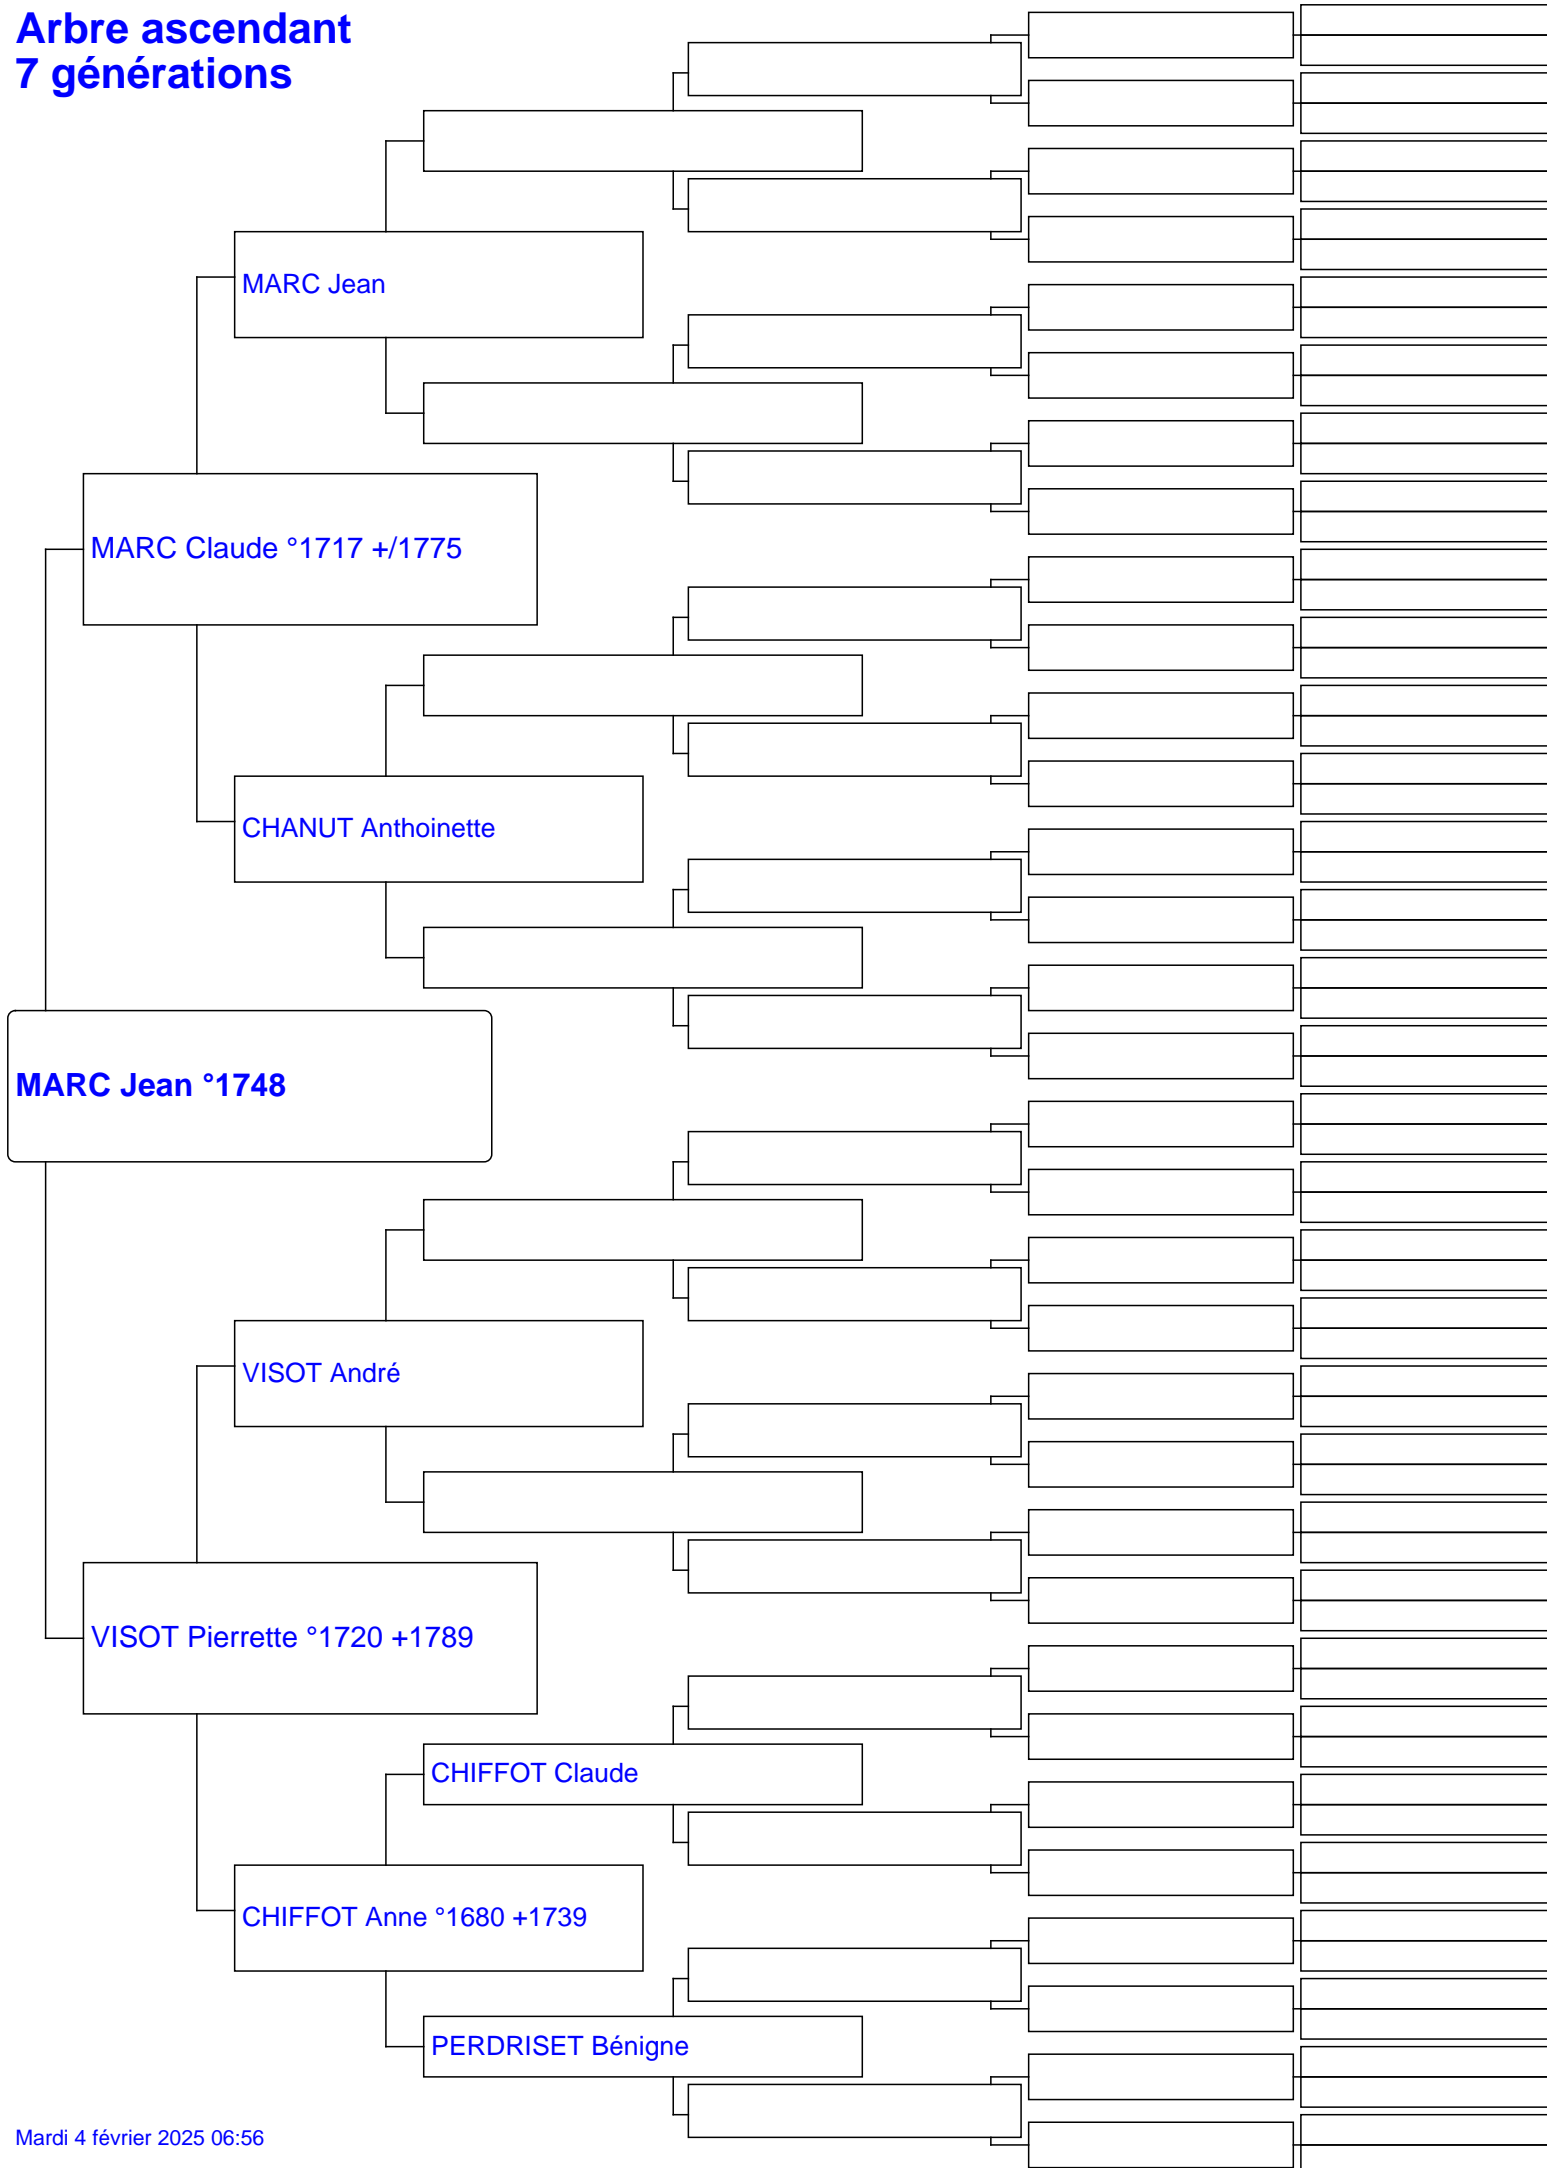 Arbre ascendant
7 générations
MARC Jean
MARC Claude °1717 +/1775
CHANUT Anthoinette
MARC Jean °1748
VISOT André
VISOT Pierrette °1720 +1789
CHIFFOT Claude
CHIFFOT Anne °1680 +1739
PERDRISET Bénigne
Mardi 4 février 2025 06:56